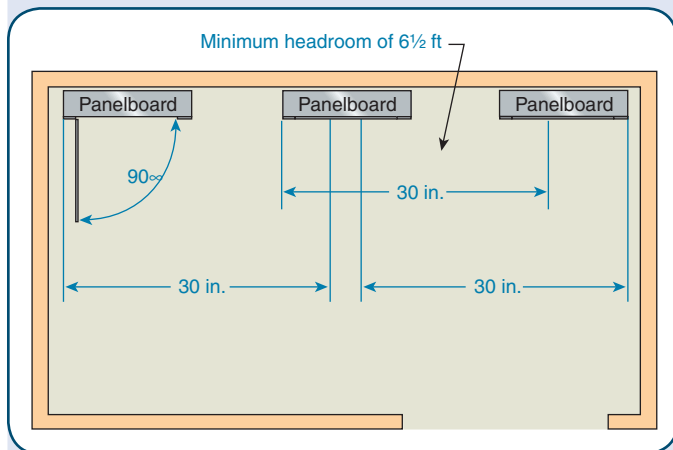 Minimum headroom of 6½ ft
Panelboard Panelboard Panelboard
90∞
30 in.
30 in. 30 in.